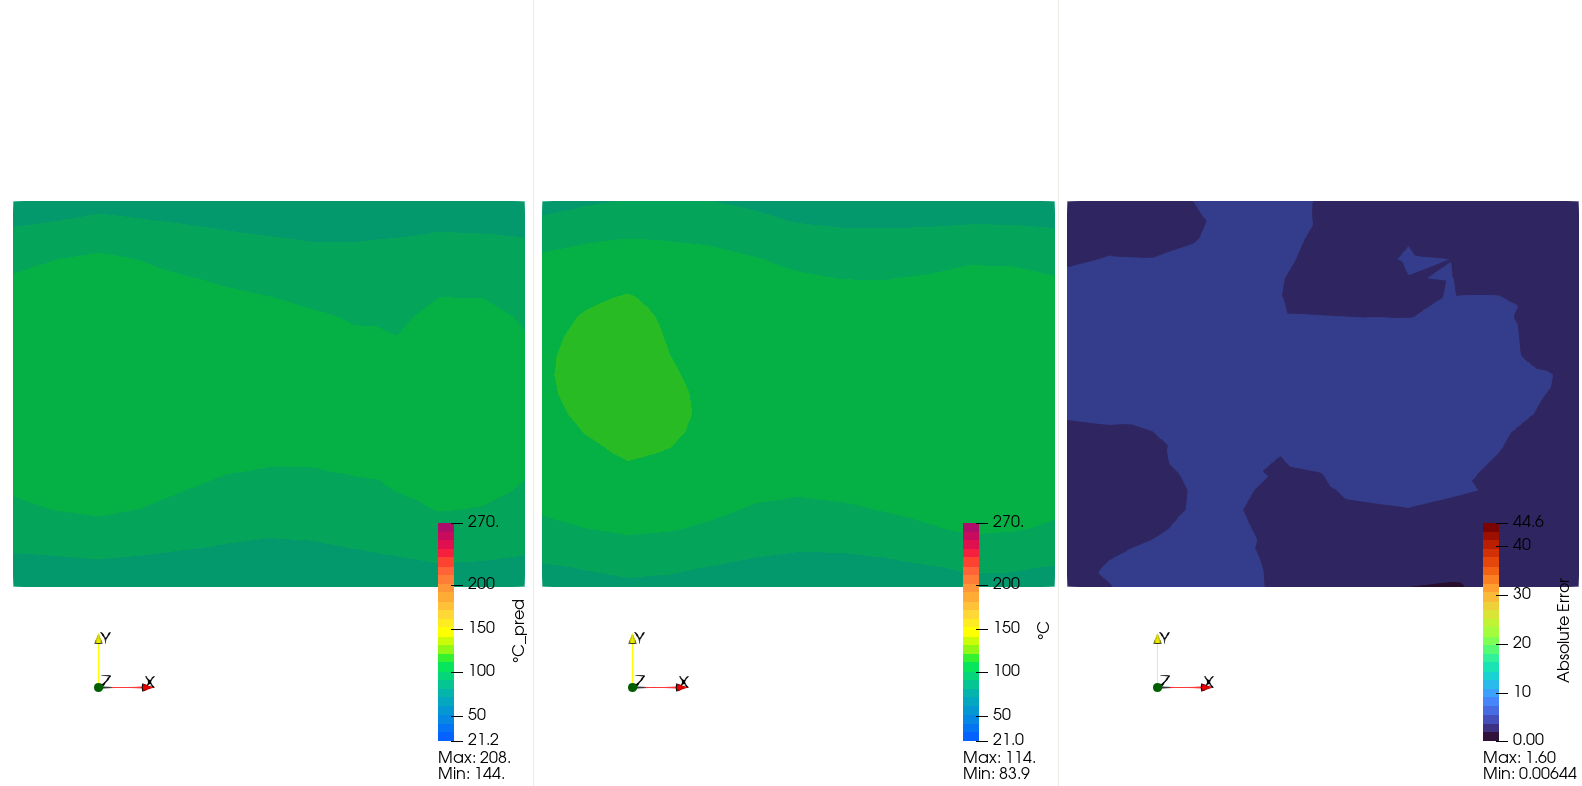 270.
200
150
100
50
21.2
°C_pred
Max: 208.
Min: 144.
Y
Z
X
270.
200
150
100
50
21.0
°C
Max: 114.
Min: 83.9
Y
Z
X
44.6
40
30
20
10
0.00
Absolute Error
Max: 1.60
Min: 0.00644
Y
Z
X